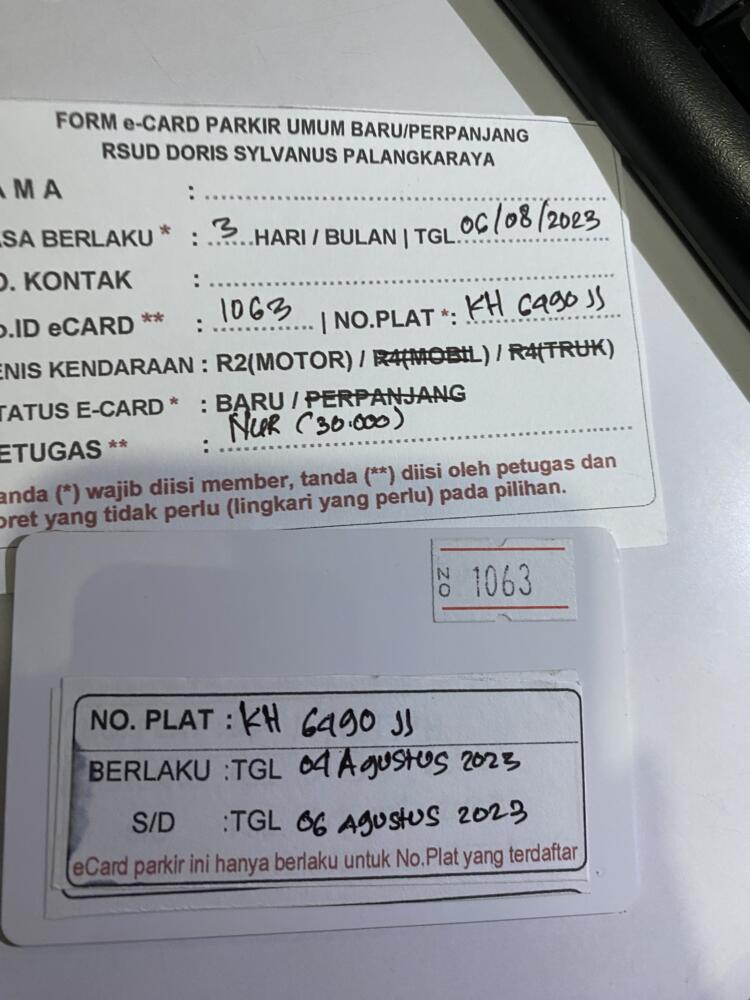 FORM e-CARD PARKIR UMUM BARU/PERPANJANG
RSUD DORIS SYLVANUS PALANGKARAYA
AMA :
SA BERLAKU * : 3 HARI / BULAN | TGL 06/08/2023
O. KONTAK :
o.ID eCARD ** : 1063 | NO.PLAT *: KH 6490 JJ
ENIS KENDARAAN : R2(MOTOR) / R4(MOBIL) / R4(TRUK)
TATUS E-CARD * : BARU / PERPANJANG
ETUGAS ** : NUR (30.000)
anda (*) wajib diisi member, tanda (**) diisi oleh petugas dan
oret yang tidak perlu (lingkari yang perlu) pada pilihan.
NO 1063
NO. PLAT : KH 6490 JJ
BERLAKU :TGL 04 AGUSTUS 2023
S/D :TGL 06 AGUSTUS 2023
eCard parkir ini hanya berlaku untuk No.Plat yang terdaftar